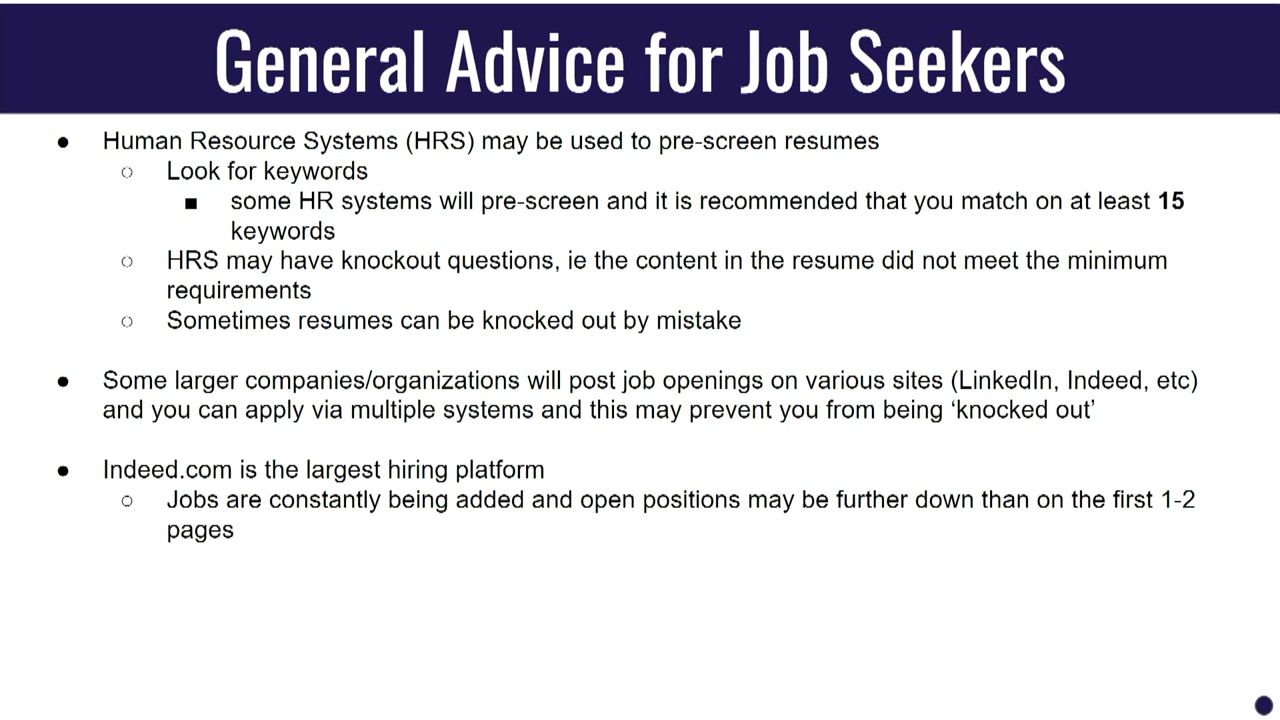 General Advice for Job Seekers
● Human Resource Systems (HRS) may be used to pre-screen resumes
○ Look for keywords
■ some HR systems will pre-screen and it is recommended that you match on at least 15
keywords
○ HRS may have knockout questions, ie the content in the resume did not meet the minimum
requirements
○ Sometimes resumes can be knocked out by mistake
● Some larger companies/organizations will post job openings on various sites (LinkedIn, Indeed, etc)
and you can apply via multiple systems and this may prevent you from being ‘knocked out’
● Indeed.com is the largest hiring platform
○ Jobs are constantly being added and open positions may be further down than on the first 1-2
pages